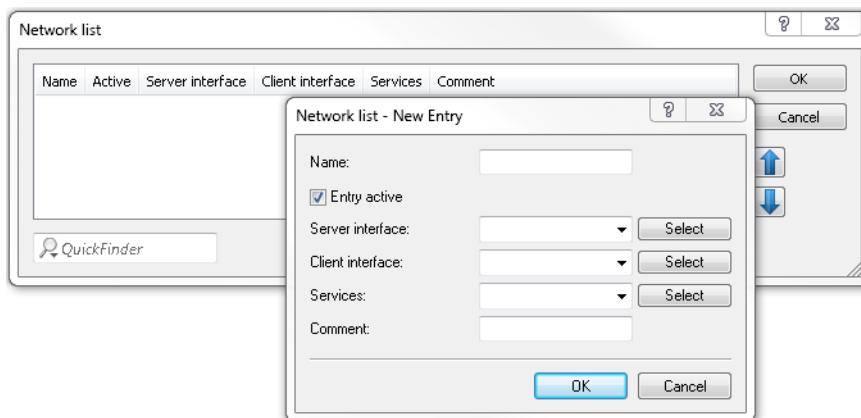 Network list
Name Active Server interface Client interface Services Comment
OK
Cancel
QuickFinder
Network list - New Entry
Name:
Entry active
Server interface: Select
Client interface: Select
Services: Select
Comment:
OK Cancel